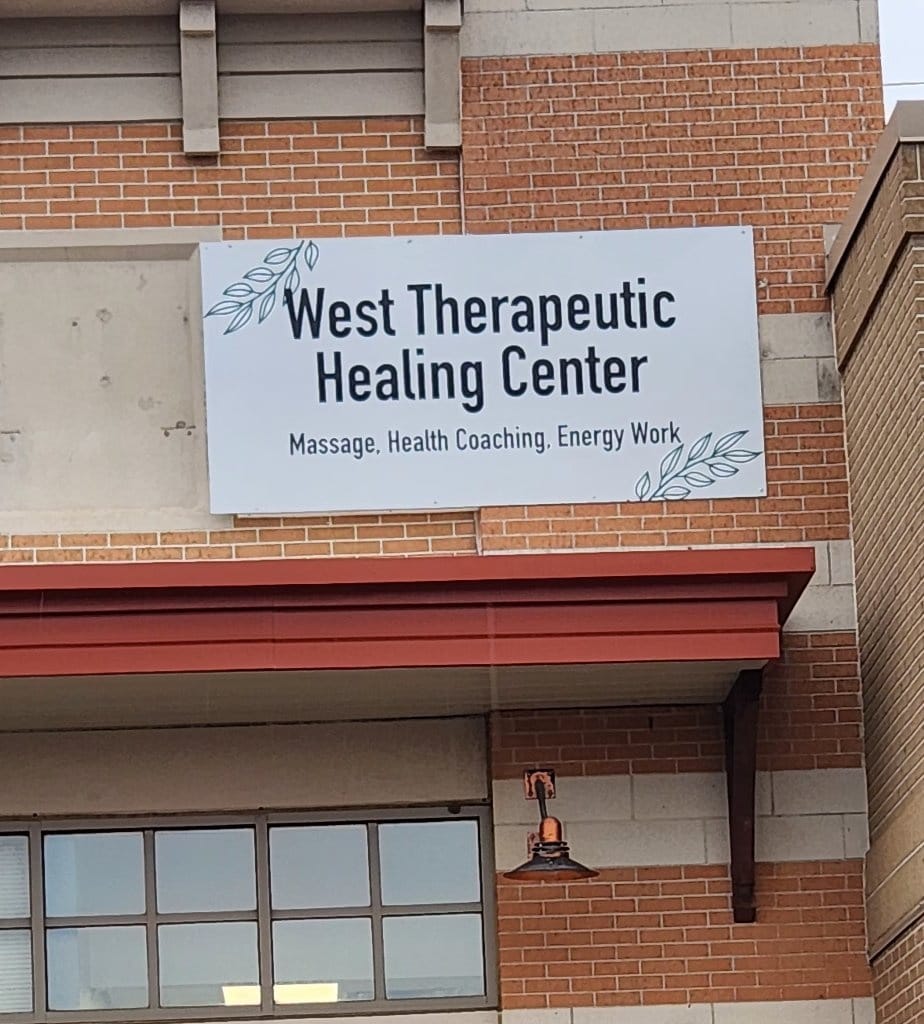 West Therapeutic
Healing Center
Massage, Health Coaching, Energy Work